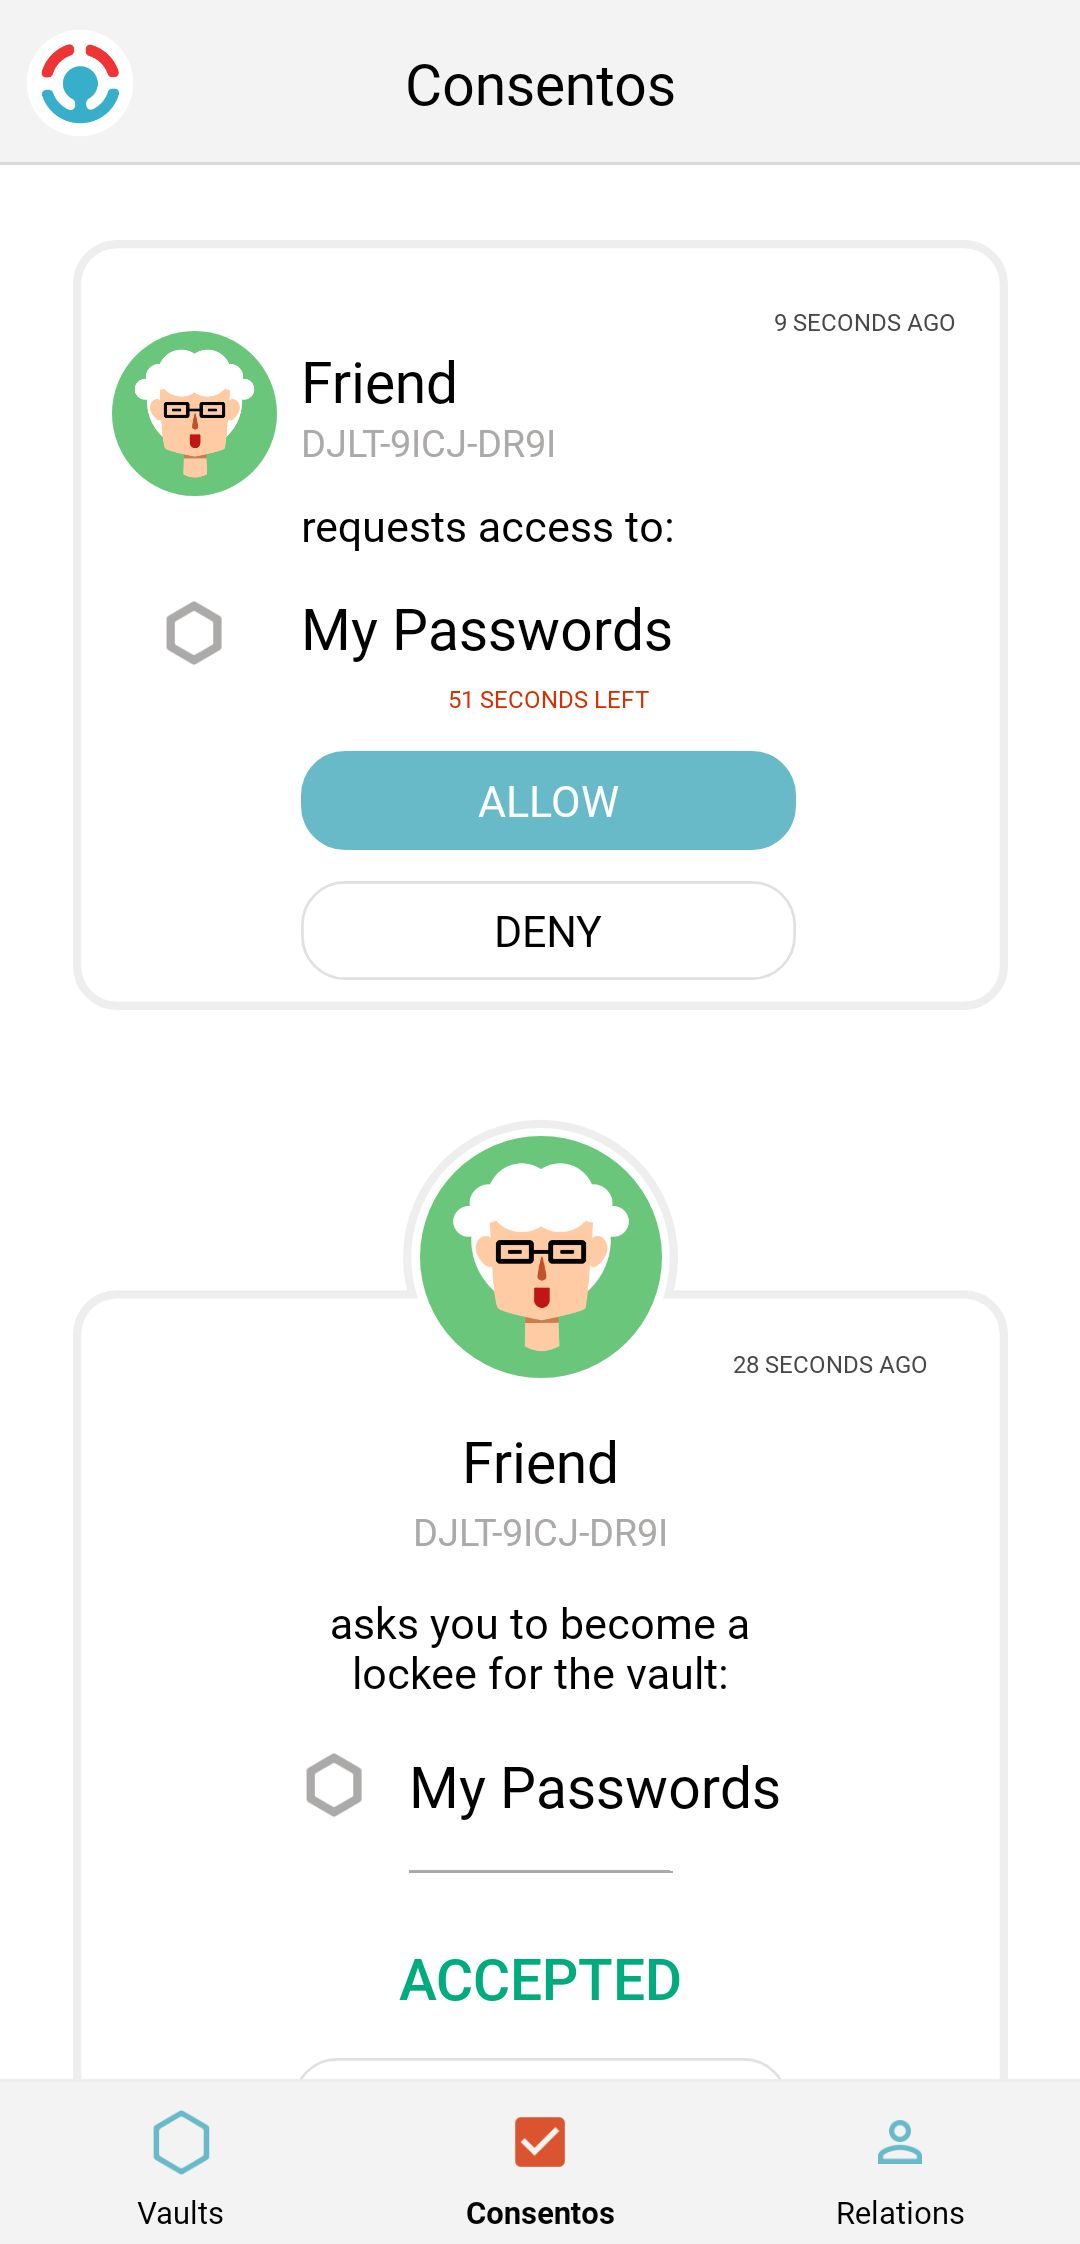 Consentos
9 SECONDS AGO
Friend
DJLT-9ICJ-DR9I
requests access to:
My Passwords
51 SECONDS LEFT
ALLOW
DENY
28 SECONDS AGO
Friend
DJLT-9ICJ-DR9I
asks you to become a
lockee for the vault:
My Passwords
ACCEPTED
Vaults
Consentos
Relations